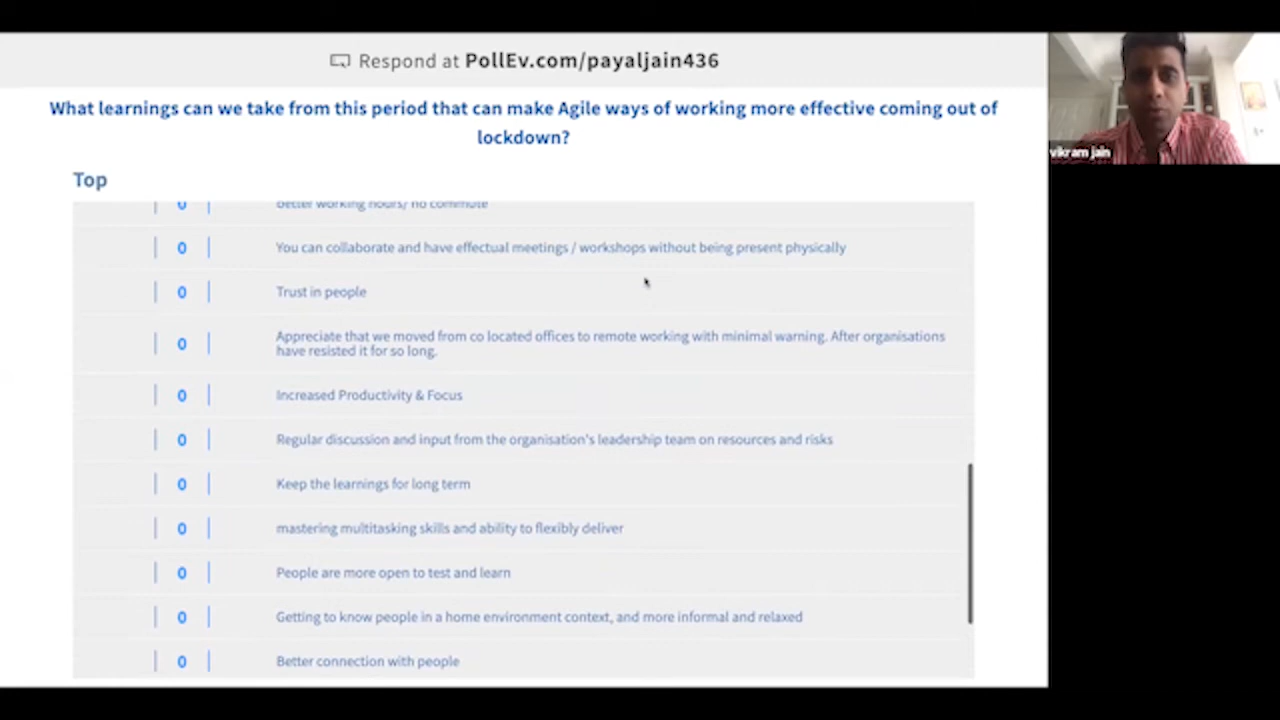 Respond at PollEv.com/payaljain436
What learnings can we take from this period that can make Agile ways of working more effective coming out of
lockdown?
vikram jain
Top
0 better working hours/ no commute
0 You can collaborate and have effectual meetings / workshops without being present physically
0 Trust in people
0 Appreciate that we moved from co located offices to remote working with minimal warning. After organisations
have resisted it for so long.
0 Increased Productivity & Focus
0 Regular discussion and input from the organisation's leadership team on resources and risks
0 Keep the learnings for long term
0 mastering multitasking skills and ability to flexibly deliver
0 People are more open to test and learn
0 Getting to know people in a home environment context, and more informal and relaxed
0 Better connection with people